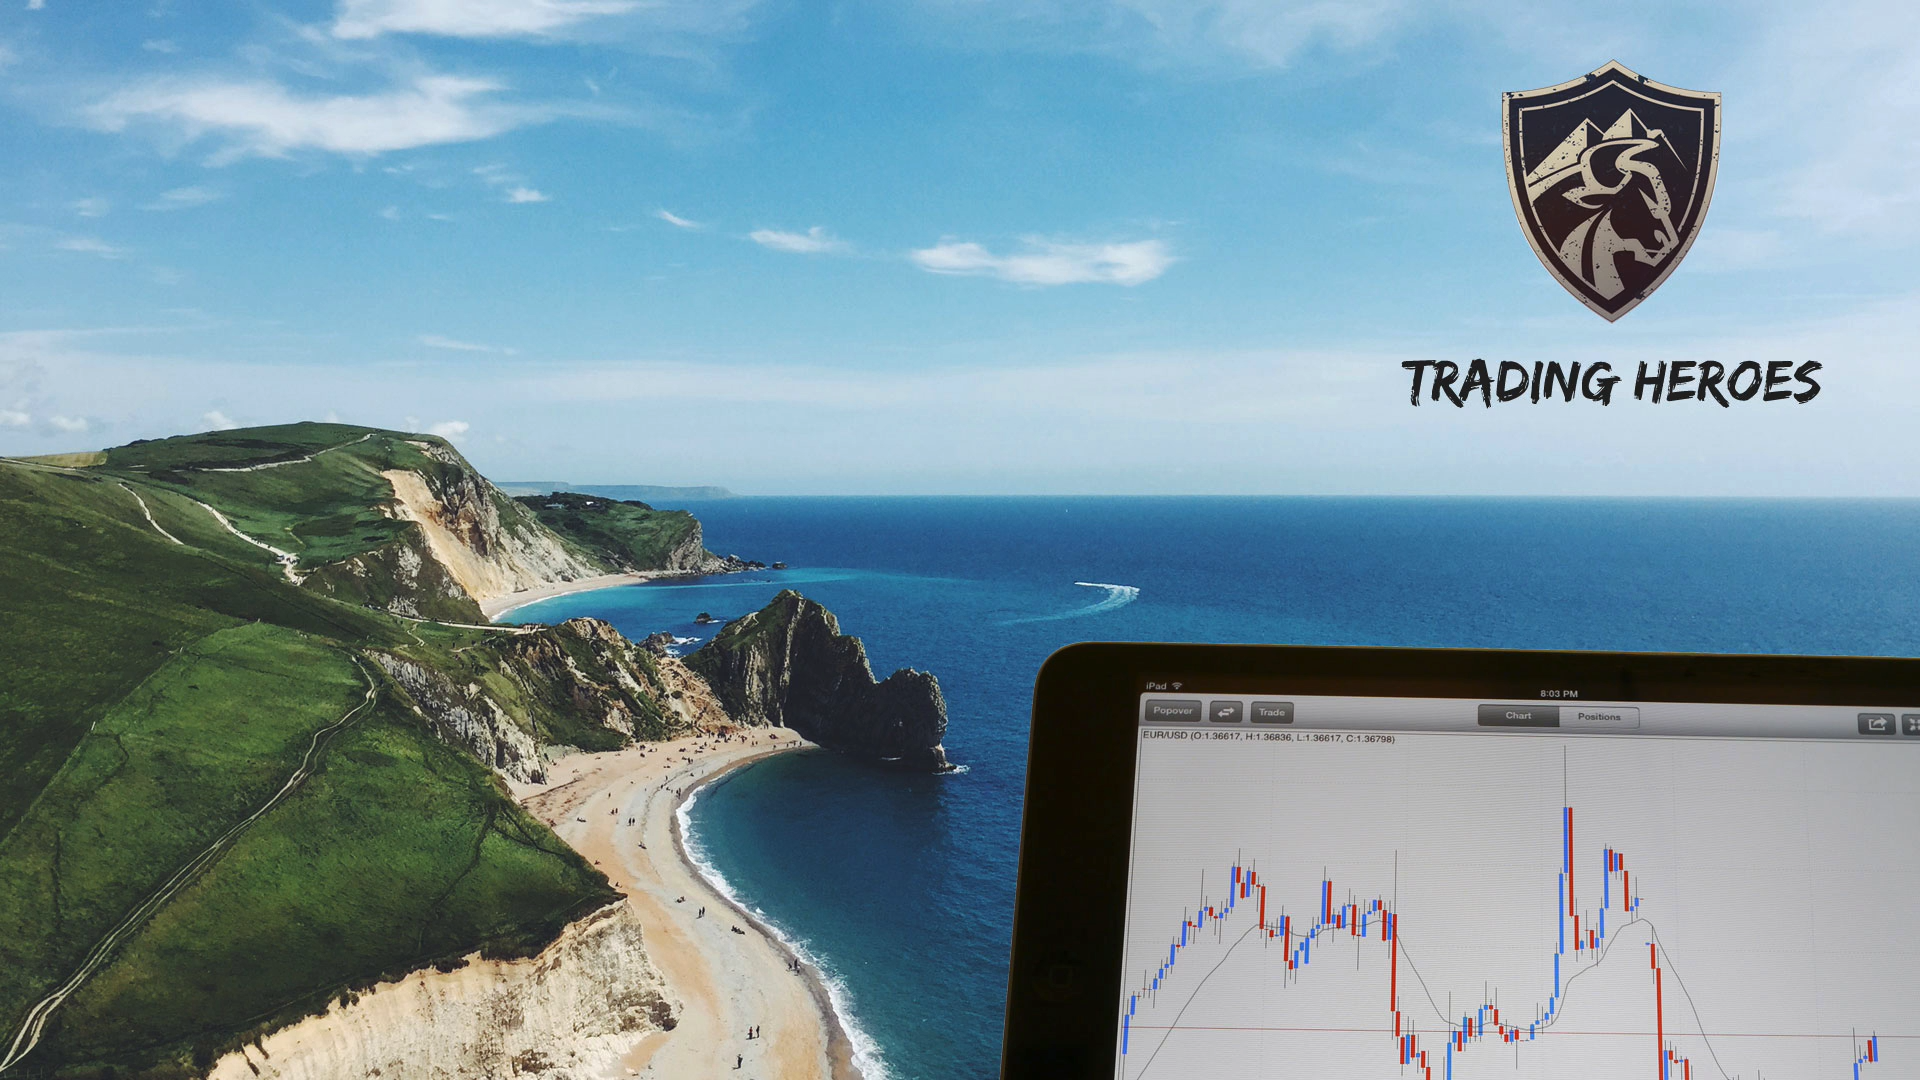 TRADING HEROES
iPad
8:03 PM
Popover
Trade
Chart
Positions
EUR/USD (O:1.36617, H:1.36836, L:1.36617, C:1.36798)